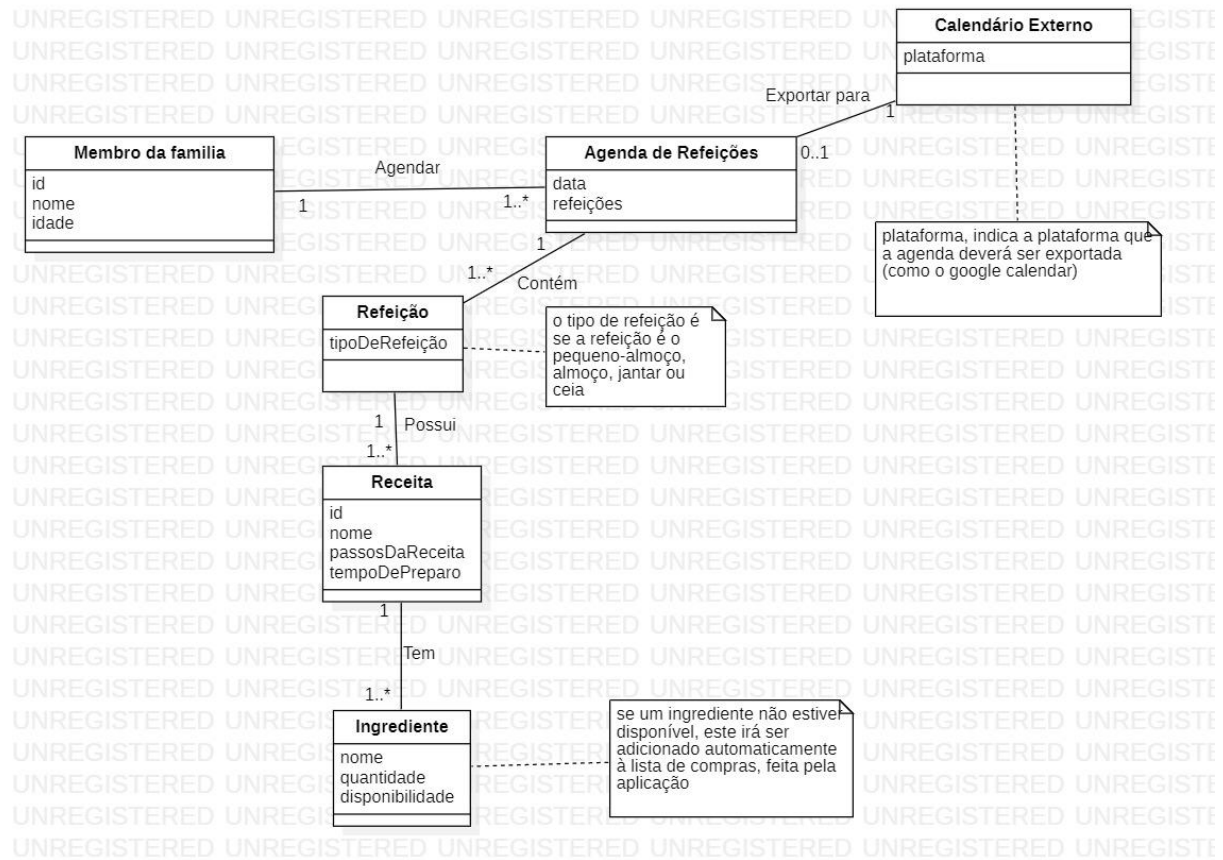 Calendário Externo
plataforma
Exportar para
1
0..1
Membro da familia
id
nome
idade
Agendar
1
1..*
Agenda de Refeições
data
refeições
plataforma, indica a plataforma que
a agenda deverá ser exportada
(como o google calendar)
1
1..*
Contém
Refeição
tipoDeRefeição
o tipo de refeição é
se a refeição é o
pequeno-almoço,
almoço, jantar ou
ceia
1
Possui
1..*
Receita
id
nome
passosDaReceita
tempoDePreparo
1
Tem
1..*
Ingrediente
nome
quantidade
disponibilidade
se um ingrediente não estiver
disponível, este irá ser
adicionado automaticamente
à lista de compras, feita pela
aplicação
UNREGISTERED